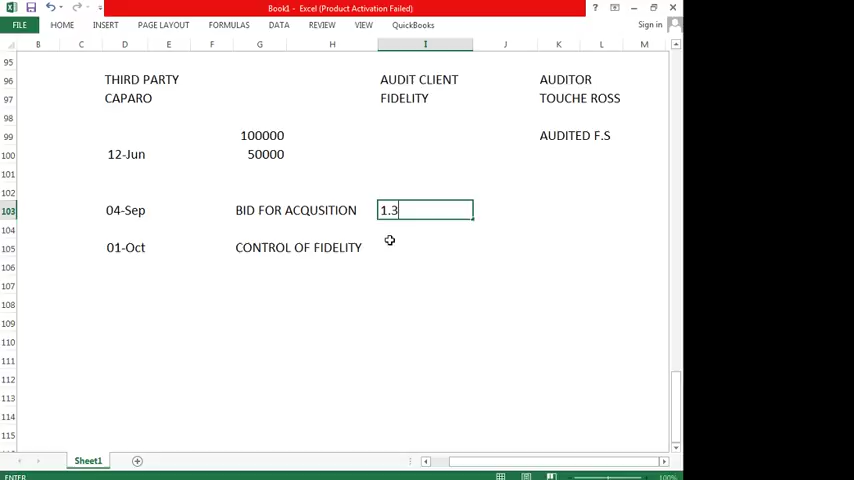 Book1 - Excel (Product Activation Failed)
FILE HOME INSERT PAGE LAYOUT FORMULAS DATA REVIEW VIEW QuickBooks Sign in
B C D E F G H I J K L M
95
96 THIRD PARTY AUDIT CLIENT AUDITOR
97 CAPARO FIDELITY TOUCHE ROSS
98
99 100000 AUDITED F.S
100 12-Jun 50000
101
102
103 04-Sep BID FOR ACQUSITION 1.3
104
105 01-Oct CONTROL OF FIDELITY
106
107
108
109
110
111
112
113
114
115
Sheet1
ENTER 100%